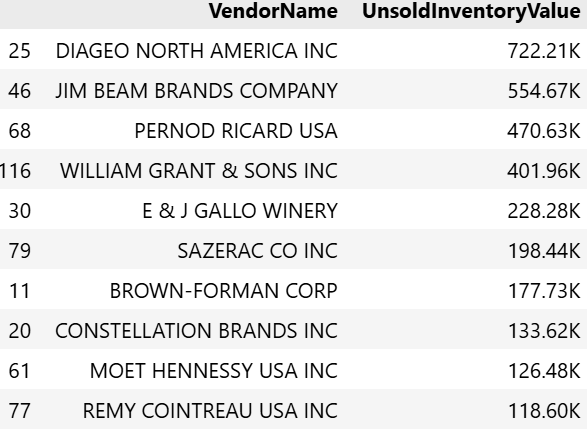 VendorName UnsoldInventoryValue
25 DIAGEO NORTH AMERICA INC 722.21K
46 JIM BEAM BRANDS COMPANY 554.67K
68 PERNOD RICARD USA 470.63K
116 WILLIAM GRANT & SONS INC 401.96K
30 E & J GALLO WINERY 228.28K
79 SAZERAC CO INC 198.44K
11 BROWN-FORMAN CORP 177.73K
20 CONSTELLATION BRANDS INC 133.62K
61 MOET HENNESSY USA INC 126.48K
77 REMY COINTREAU USA INC 118.60K